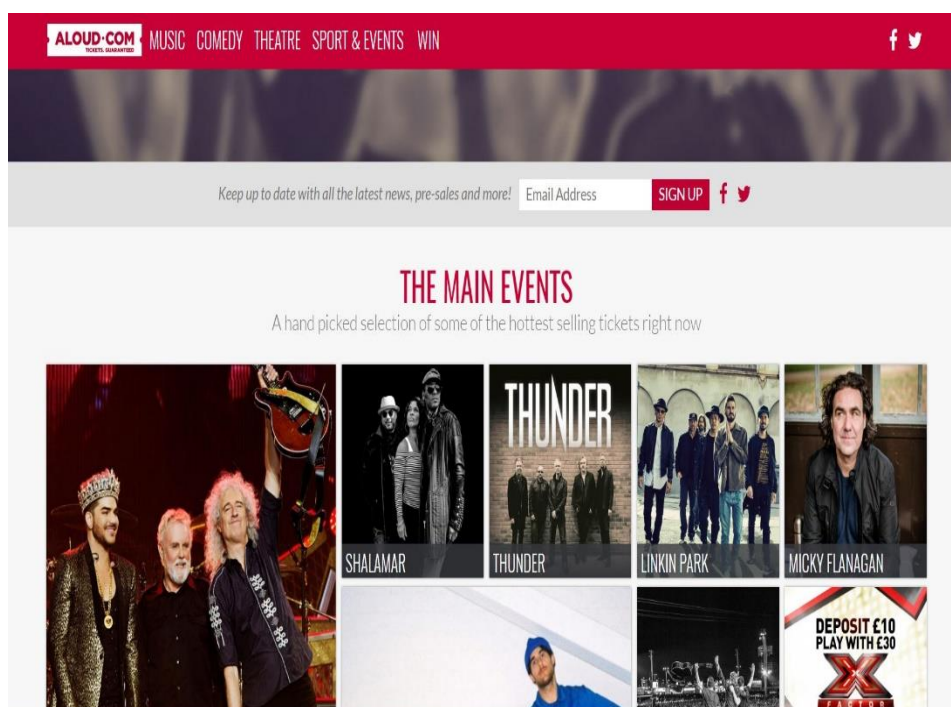 ALOUD·COM
TICKETS. GUARANTEED
MUSIC COMEDY THEATRE SPORT & EVENTS WIN
Keep up to date with all the latest news, pre-sales and more! Email Address SIGN UP
THE MAIN EVENTS
A hand picked selection of some of the hottest selling tickets right now
THUNDER
SHALAMAR
THUNDER
LINKIN PARK
MICKY FLANAGAN
DEPOSIT £10
PLAY WITH £30
X
FACTOR